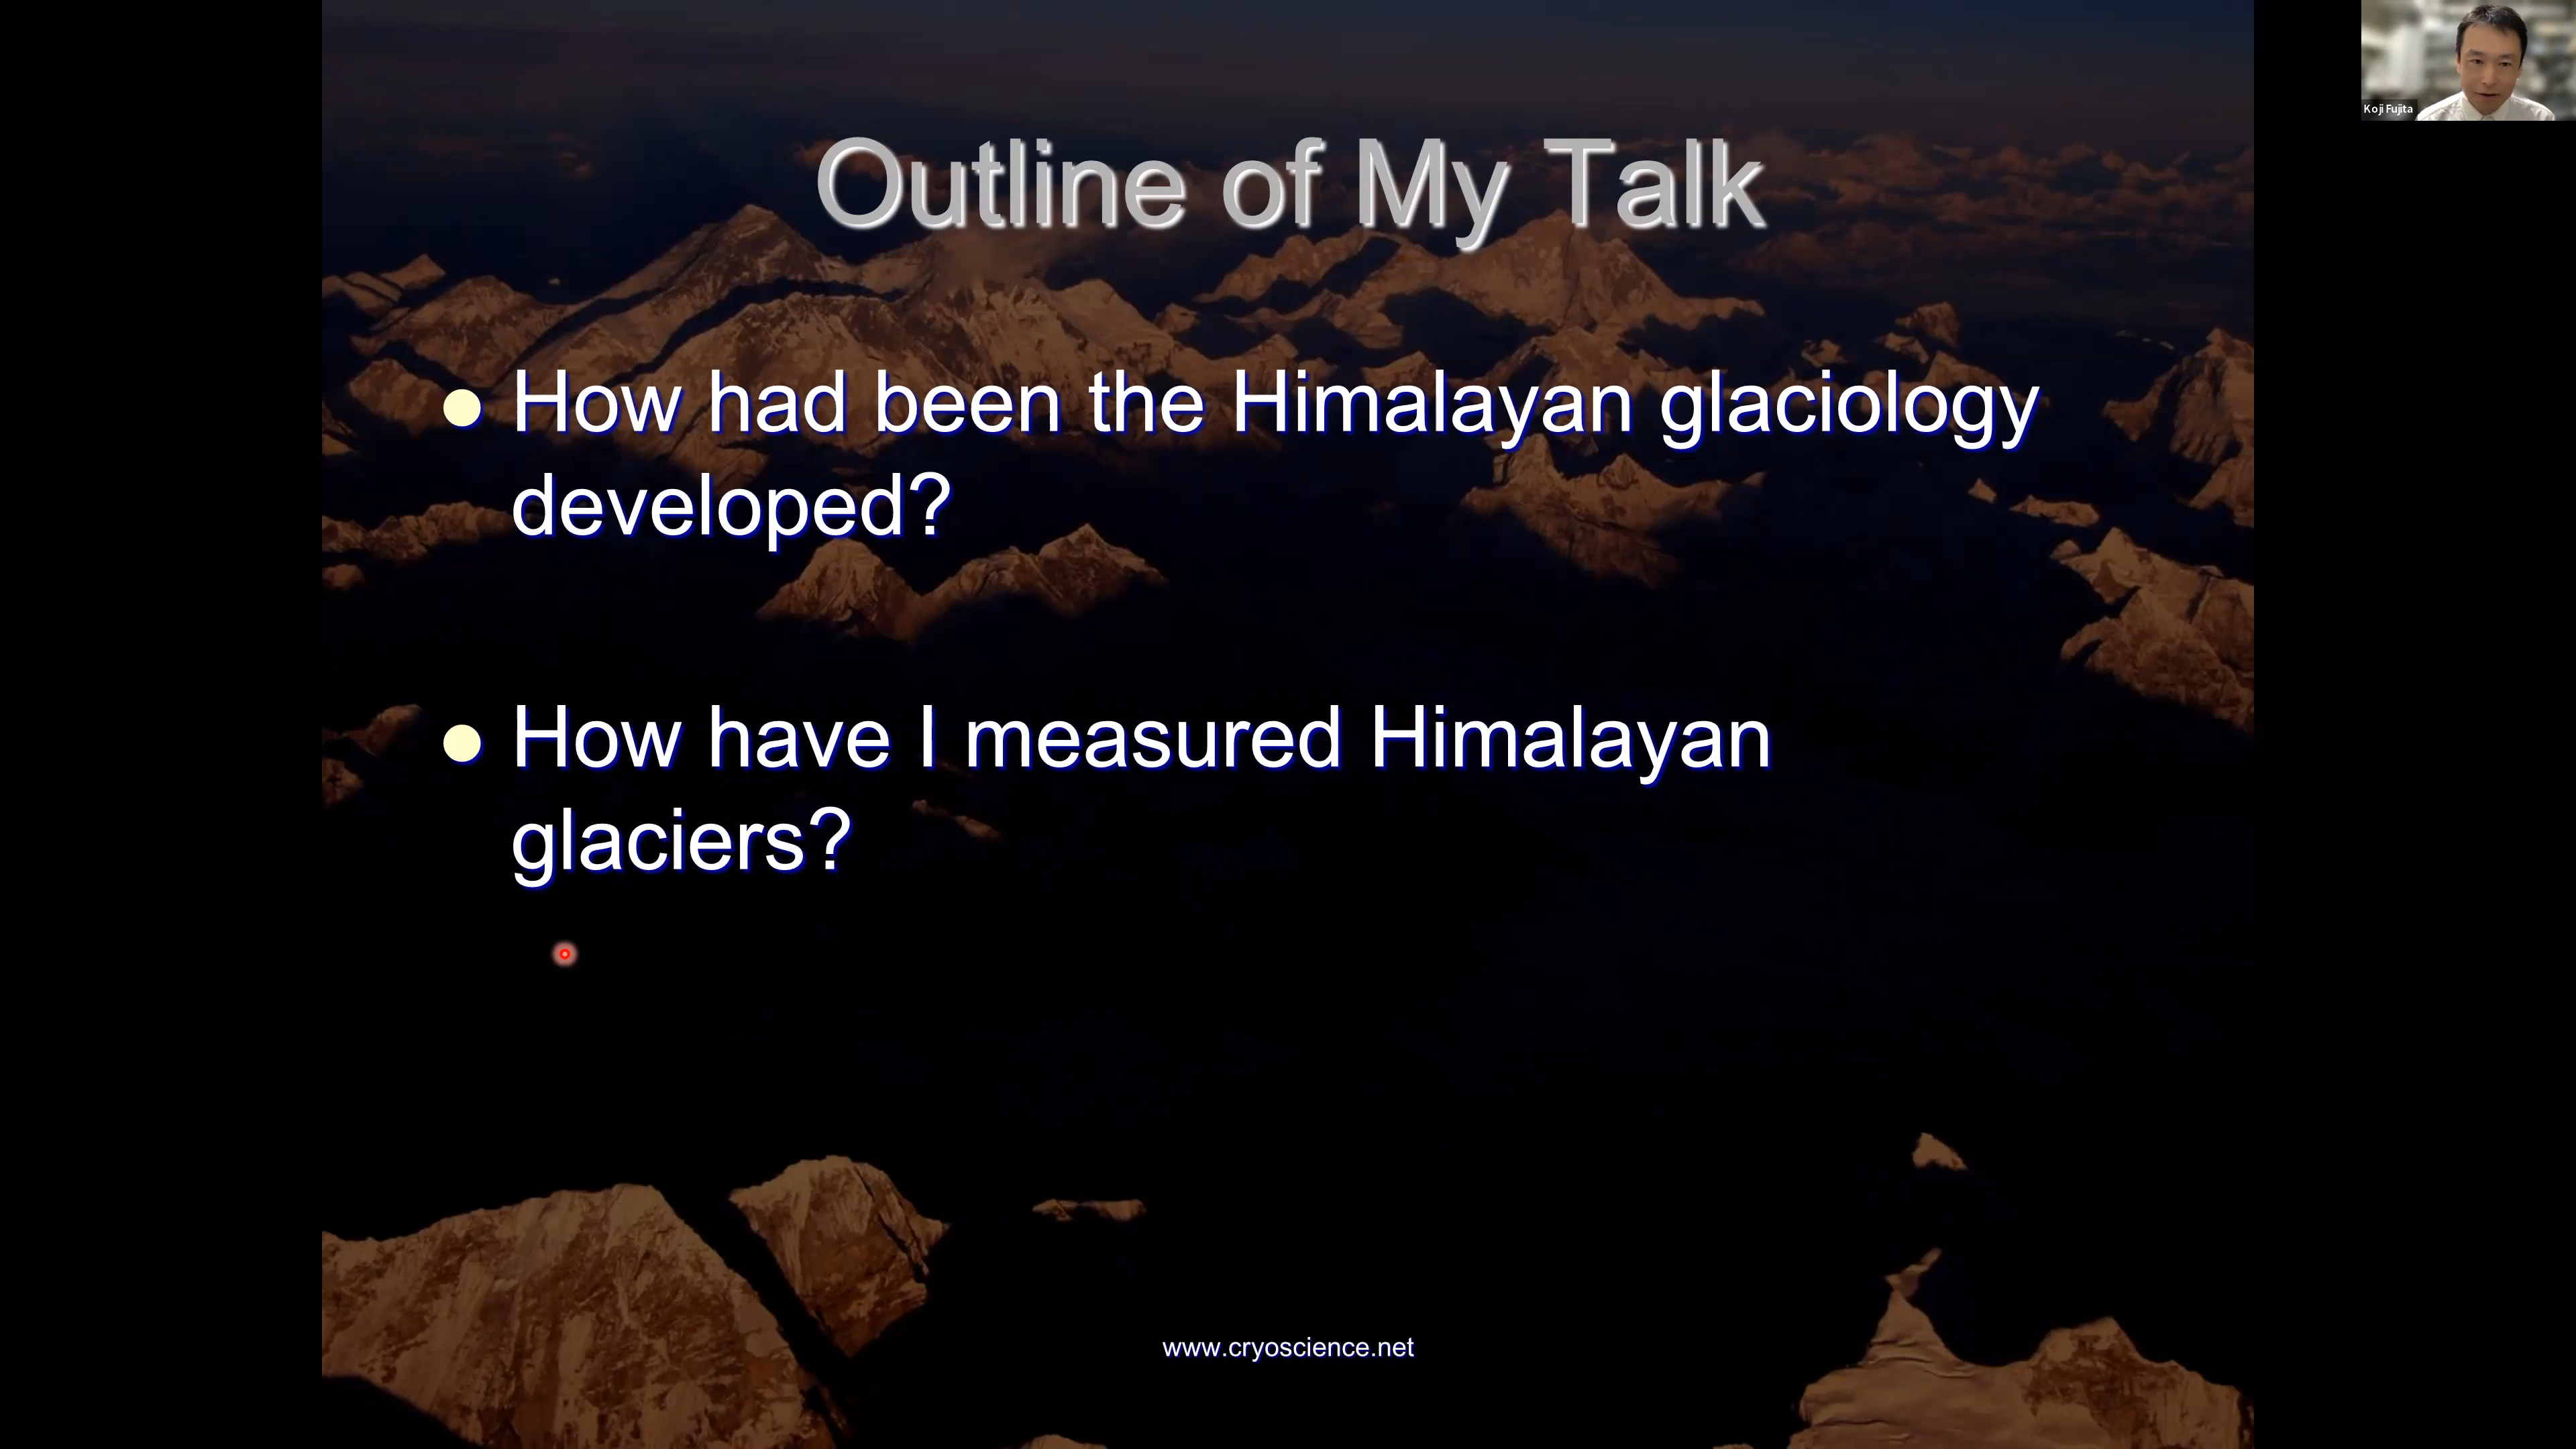 Koji Fujita
Outline of My Talk
How had been the Himalayan glaciology
developed?
How have I measured Himalayan
glaciers?
www.cryoscience.net